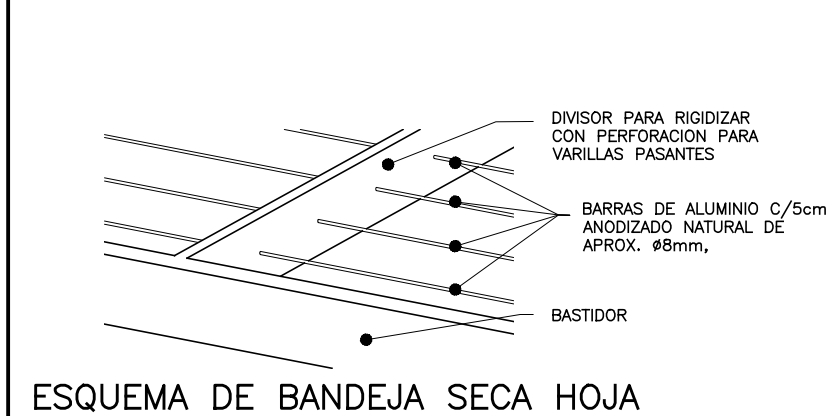 DIVISOR PARA RIGIDIZAR
CON PERFORACION PARA
VARILLAS PASANTES
BARRAS DE ALUMINIO C/5cm
ANODIZADO NATURAL DE
APROX. ø8mm,
BASTIDOR
ESQUEMA DE BANDEJA SECA HOJA